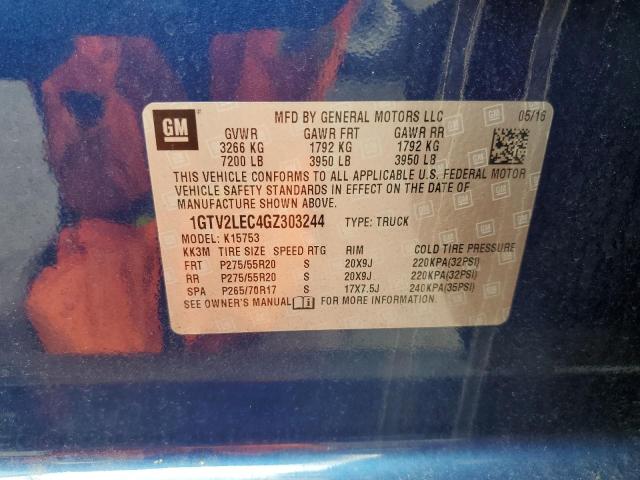 GM
MFD BY GENERAL MOTORS LLC 05/16
GVWR GAWR FRT GAWR RR
3266 KG 1792 KG 1792 KG
7200 LB 3950 LB 3950 LB
THIS VEHICLE CONFORMS TO ALL APPLICABLE U.S. FEDERAL MOTOR
VEHICLE SAFETY STANDARDS IN EFFECT ON THE DATE OF
MANUFACTURE SHOWN ABOVE.
1GTV2LEC4GZ303244 TYPE: TRUCK
MODEL: K15753
KK3M TIRE SIZE SPEED RTG RIM COLD TIRE PRESSURE
FRT P275/55R20 S 20X9J 220KPA(32PSI)
RR P275/55R20 S 20X9J 220KPA(32PSI)
SPA P265/70R17 S 17X7.5J 240KPA(35PSI)
SEE OWNER'S MANUAL FOR MORE INFORMATION.